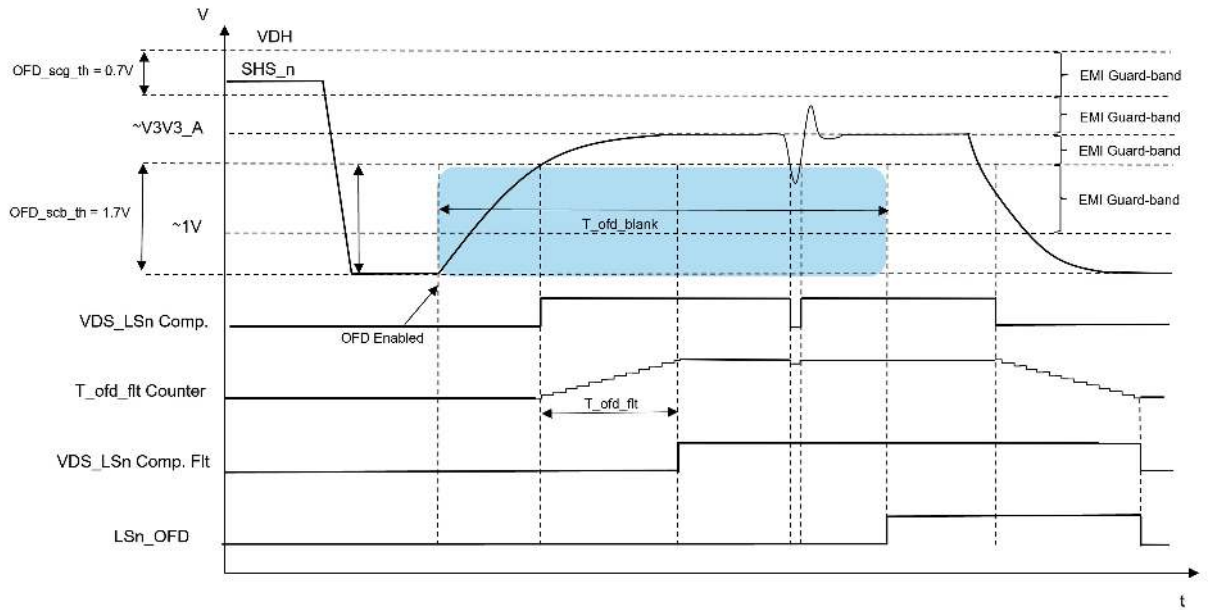 V
VDH
OFD_scg_th = 0.7V
SHS_n
EMI Guard-band
EMI Guard-band
~V3V3_A
EMI Guard-band
OFD_scb_th = 1.7V
~1V
T_ofd_blank
EMI Guard-band
VDS_LSn Comp.
OFD Enabled
T_ofd_flt Counter
T_ofd_flt
VDS_LSn Comp. Flt
LSn_OFD
t